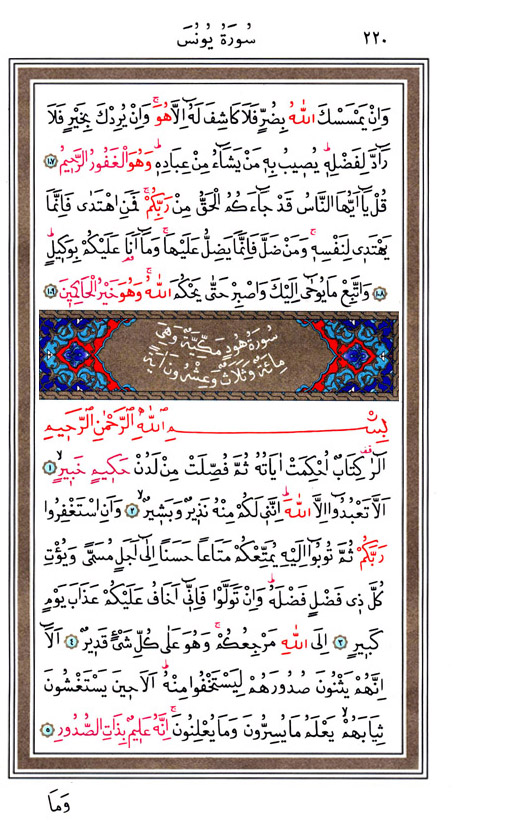 ٢٢٠ سُورَةُ يُونُسَ
وَاِنْ يَمْسَسْكَ اللّٰهُ بِضُرٍّ فَلَا كَاشِفَ لَهُٓ اِلَّا هُوَۚ وَاِنْ يُرِدْكَ بِخَيْرٍ فَلَا
رَٓادَّ لِفَضْلِه۪ۜ يُص۪يبُ بِه۪ مَنْ يَشَٓاءُ مِنْ عِبَادِه۪ۜ وَهُوَ الْغَفُورُ الرَّح۪يمُ ﴿١٠٧﴾
قُلْ يَٓا اَيُّهَا النَّاسُ قَدْ جَٓاءَكُمُ الْحَقُّ مِنْ رَبِّكُمْۚ فَمَنِ اهْتَدٰى فَاِنَّمَا
يَهْتَد۪ي لِنَفْسِه۪ۚ وَمَنْ ضَلَّ فَاِنَّمَا يَضِلُّ عَلَيْهَاۚ وَمَٓا اَنَا۬ عَلَيْكُمْ بِوَك۪يلٍۜ
﴿١٠٨﴾ وَاتَّبِعْ مَا يُوحٰٓى اِلَيْكَ وَاصْبِرْ حَتّٰى يَحْكُمَ اللّٰهُۚ وَهُوَ خَيْرُ الْحَاكِم۪ينَ ﴿١٠٩﴾
سُورَةُ هُودٍ مَكِّيَّةٌ وَهِيَ
مِائَةٌ وَثَلَاثٌ وَعِشْرُونَ اٰيَةً
بِسْمِ اللّٰهِ الرَّحْمٰنِ الرَّح۪يمِ
الٓرٰ۠ كِتَابٌ اُحْكِمَتْ اٰيَاتُهُ ثُمَّ فُصِّلَتْ مِنْ لَدُنْ حَك۪يمٍ خَب۪يرٍۙ ﴿١﴾
اَلَّا تَعْبُدُٓوا اِلَّا اللّٰهَۜ اِنَّن۪ي لَكُمْ مِنْهُ نَذ۪يرٌ وَبَش۪يرٌۙ ﴿٢﴾ وَاَنِ اسْتَغْفِرُوا
رَبَّكُمْ ثُمَّ تُوبُٓوا اِلَيْهِ يُمَتِّعْكُمْ مَتَاعاً حَسَناً اِلٰٓى اَجَلٍ مُسَمًّى وَيُؤْتِ
كُلَّ ذ۪ي فَضْلٍ فَضْلَهُۜ وَاِنْ تَوَلَّوْا فَاِنّ۪ٓي اَخَافُ عَلَيْكُمْ عَذَابَ يَوْمٍ
كَب۪يرٍ ﴿٣﴾ اِلَى اللّٰهِ مَرْجِعُكُمْۚ وَهُوَ عَلٰى كُلِّ شَيْءٍ قَد۪يرٌ ﴿٤﴾ اَلَٓا
اِنَّهُمْ يَثْنُونَ صُدُورَهُمْ لِيَسْتَخْفُوا مِنْهُۜ اَلَا ح۪ينَ يَسْتَغْشُونَ
ثِيَابَهُمْۙ يَعْلَمُ مَا يُسِرُّونَ وَمَا يُعْلِنُونَۚ اِنَّهُ عَل۪يمٌ بِذَاتِ الصُّدُورِ ﴿٥﴾
وَمَا